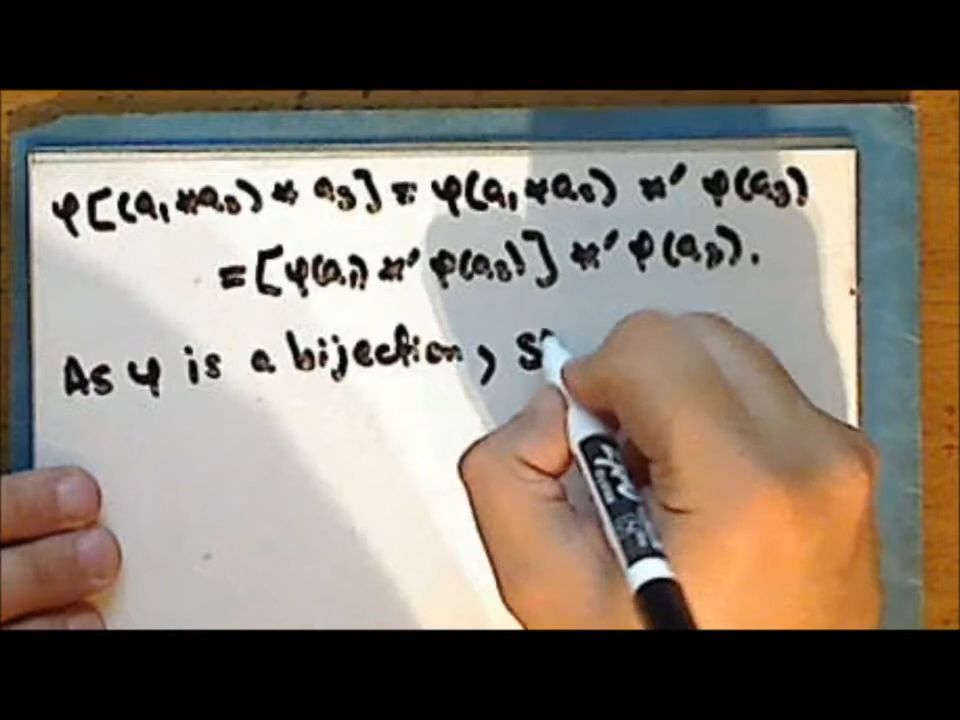 φ[(a₁*a₂) * a₃] = φ(a₁*a₂) *' φ(a₃)
= [φ(a₁) *' φ(a₂)] *' φ(a₃).
As φ is a bijection, s